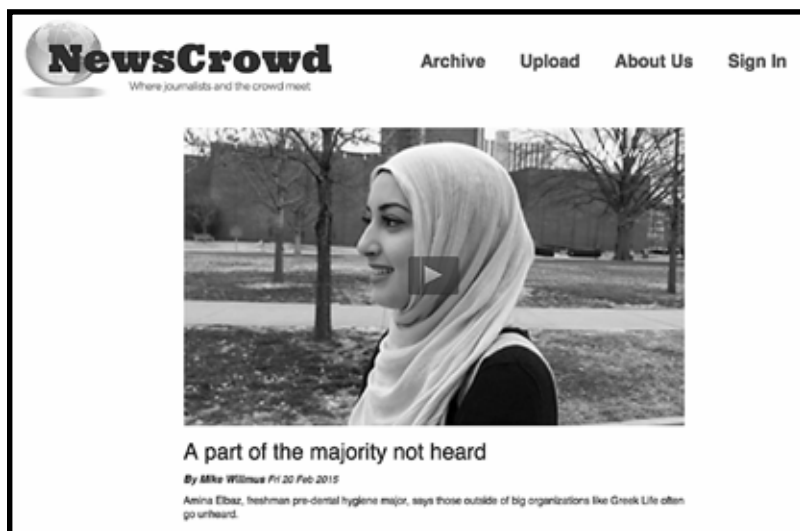 NewsCrowd
Where journalists and the crowd meet
Archive Upload About Us Sign In
A part of the majority not heard
By Mike Willmus Fri 20 Feb 2015
Amina Elbaz, freshman pre-dental hygiene major, says those outside of big organizations like Greek Life often
go unheard.